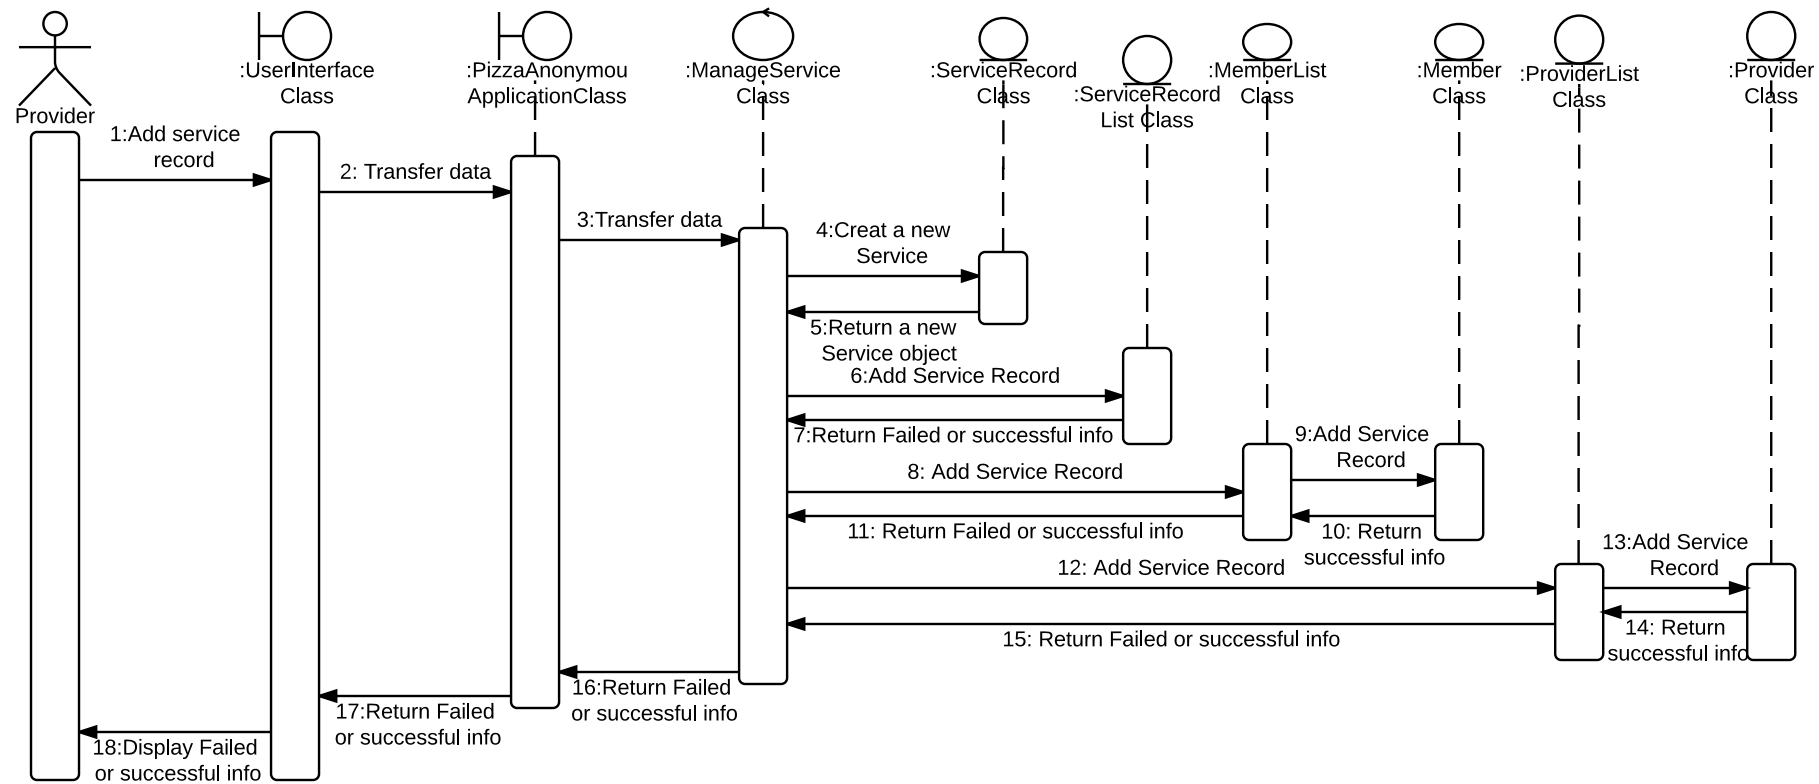 Provider
:UserInterface
Class
:PizzaAnonymou
ApplicationClass
:ManageService
Class
:ServiceRecord
Class
:ServiceRecord
List Class
:MemberList
Class
:Member
Class
:ProviderList
Class
:Provider
Class
1:Add service
record
2: Transfer data
3:Transfer data
4:Creat a new
Service
5:Return a new
Service object
6:Add Service Record
7:Return Failed or successful info
8: Add Service Record
9:Add Service
Record
10: Return
successful info
11: Return Failed or successful info
12: Add Service Record
13:Add Service
Record
14: Return
successful info
15: Return Failed or successful info
16:Return Failed
or successful info
17:Return Failed
or successful info
18:Display Failed
or successful info